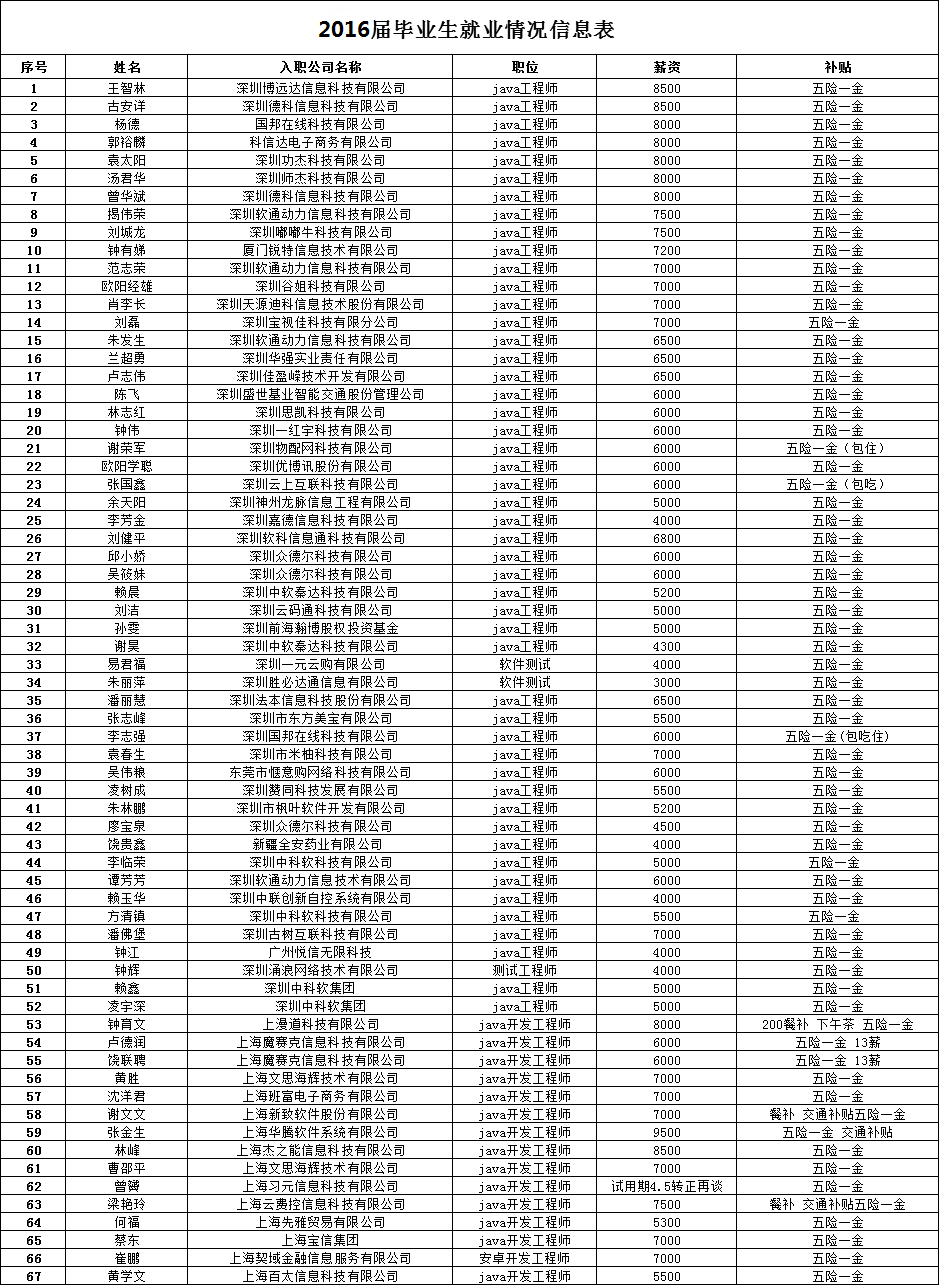 2016届毕业生就业情况信息表
序号 姓名 入职公司名称 职位 薪资 补贴
1 王智林 深圳博远达信息科技有限公司 java工程师 8500 五险一金
2 古安详 深圳德科信息科技有限公司 java工程师 8500 五险一金
3 杨德 国邦在线科技有限公司 java工程师 8000 五险一金
4 郭裕麟 科信达电子商务有限公司 java工程师 8000 五险一金
5 袁太阳 深圳功杰科技有限公司 java工程师 8000 五险一金
6 汤君华 深圳师杰科技有限公司 java工程师 8000 五险一金
7 曾华斌 深圳德科信息科技有限公司 java工程师 8000 五险一金
8 揭伟荣 深圳软通动力信息科技有限公司 java工程师 7500 五险一金
9 刘城龙 深圳嘟嘟牛科技有限公司 java工程师 7500 五险一金
10 钟有娣 厦门锐特信息技术有限公司 java工程师 7200 五险一金
11 范志荣 深圳软通动力信息科技有限公司 java工程师 7000 五险一金
12 欧阳经雄 深圳谷姐科技有限公司 java工程师 7000 五险一金
13 肖李长 深圳天源迪科信息技术股份有限公司 java工程师 7000 五险一金
14 刘磊 深圳宝视佳科技有限分公司 java工程师 7000 五险一金
15 朱发生 深圳软通动力信息科技有限公司 java工程师 6500 五险一金
16 兰超勇 深圳华强实业责任有限公司 java工程师 6500 五险一金
17 卢志伟 深圳佳盈嵘技术开发有限公司 java工程师 6500 五险一金
18 陈飞 深圳盛世基业智能交通股份管理公司 java工程师 6000 五险一金
19 林志红 深圳思凯科技有限公司 java工程师 6000 五险一金
20 钟伟 深圳一红宇科技有限公司 java工程师 6000 五险一金
21 谢荣军 深圳物配网科技有限公司 java工程师 6000 五险一金（包住）
22 欧阳学聪 深圳优博讯股份有限公司 java工程师 6000 五险一金
23 张国鑫 深圳云上互联科技有限公司 java工程师 6000 五险一金（包吃）
24 余天阳 深圳神州龙脉信息工程有限公司 java工程师 5000 五险一金
25 李芳金 深圳嘉德信息科技有限公司 java工程师 4000 五险一金
26 刘健平 深圳软科信息通科技有限公司 java工程师 6800 五险一金
27 邱小娇 深圳众德尔科技有限公司 java工程师 6000 五险一金
28 吴筱妹 深圳众德尔科技有限公司 java工程师 6000 五险一金
29 赖晨 深圳中软秦达科技有限公司 java工程师 5200 五险一金
30 刘洁 深圳云码通科技有限公司 java工程师 5000 五险一金
31 孙雯 深圳前海瀚博股权投资基金 java工程师 5000 五险一金
32 谢昊 深圳中软秦达科技有限公司 java工程师 4300 五险一金
33 易君福 深圳一元云购有限公司 软件测试 4000 五险一金
34 朱丽萍 深圳胜必达通信息有限公司 软件测试 3000 五险一金
35 潘丽慧 深圳法本信息科技股份有限公司 java工程师 6500 五险一金
36 张志峰 深圳市东方美宝有限公司 java工程师 5500 五险一金
37 李志强 深圳国邦在线科技有限公司 java工程师 6000 五险一金(包吃住)
38 袁春生 深圳市米柚科技有限公司 java工程师 7000 五险一金
39 吴伟粮 东莞市惬意购网络科技有限公司 java工程师 6000 五险一金
40 凌树成 深圳赞同科技发展有限公司 java工程师 5500 五险一金
41 朱林鹏 深圳市枫叶软件开发有限公司 java工程师 5200 五险一金
42 廖宝泉 深圳众德尔科技有限公司 java工程师 4500 五险一金
43 饶贵鑫 新疆全安药业有限公司 java工程师 4000 五险一金
44 李临荣 深圳中科软科技有限公司 java工程师 5000 五险一金
45 谭芳芳 深圳软通动力信息技术有限公司 java工程师 6000 五险一金
46 赖玉华 深圳中联创新自控系统有限公司 java工程师 4000 五险一金
47 方清镇 深圳中科软科技有限公司 java工程师 5500 五险一金
48 潘佛堡 深圳古树互联科技有限公司 java工程师 7000 五险一金
49 钟江 广州悦信无限科技 java工程师 4000 五险一金
50 钟辉 深圳涌浪网络技术有限公司 测试工程师 4000 五险一金
51 赖鑫 深圳中科软集团 java工程师 5000 五险一金
52 凌宇深 深圳中科软集团 java工程师 5000 五险一金
53 钟育文 上漫道科技有限公司 java开发工程师 8000 200餐补 下午茶 五险一金
54 卢德润 上海魔赛克信息科技有限公司 java开发工程师 6000 五险一金 13薪
55 饶联聘 上海魔赛克信息科技有限公司 java开发工程师 6000 五险一金 13薪
56 黄胜 上海文思海辉技术有限公司 java开发工程师 7000 五险一金
57 沈洋君 上海班富电子商务有限公司 java开发工程师 7000 五险一金
58 谢文文 上海新致软件股份有限公司 java开发工程师 7000 餐补 交通补贴五险一金
59 张金生 上海华腾软件系统有限公司 java开发工程师 9500 五险一金 交通补贴
60 林峰 上海杰之能信息科技有限公司 java开发工程师 8500 五险一金
61 曹邵平 上海文思海辉技术有限公司 java开发工程师 7000 五险一金
62 曾赟 上海习元信息科技有限公司 java开发工程师 试用期4.5转正再谈 五险一金
63 梁艳玲 上海云费控信息科技有限公司 java开发工程师 7500 餐补 交通补贴五险一金
64 何福 上海先雅贸易有限公司 java开发工程师 5300 五险一金
65 蔡东 上海宝信集团 java开发工程师 7000 五险一金
66 崔鹏 上海契域金融信息服务有限公司 安卓开发工程师 7000 五险一金
67 黄学文 上海百太信息科技有限公司 java开发工程师 5500 五险一金